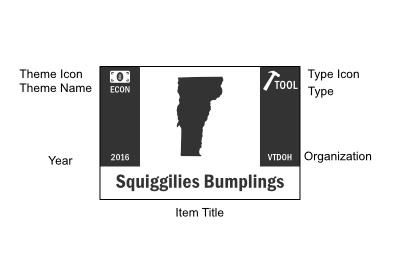 Theme Icon
Theme Name
ECON
TOOL
Type Icon
Type
Year
2016
VTDOH
Organization
Squiggilies Bumplings
Item Title